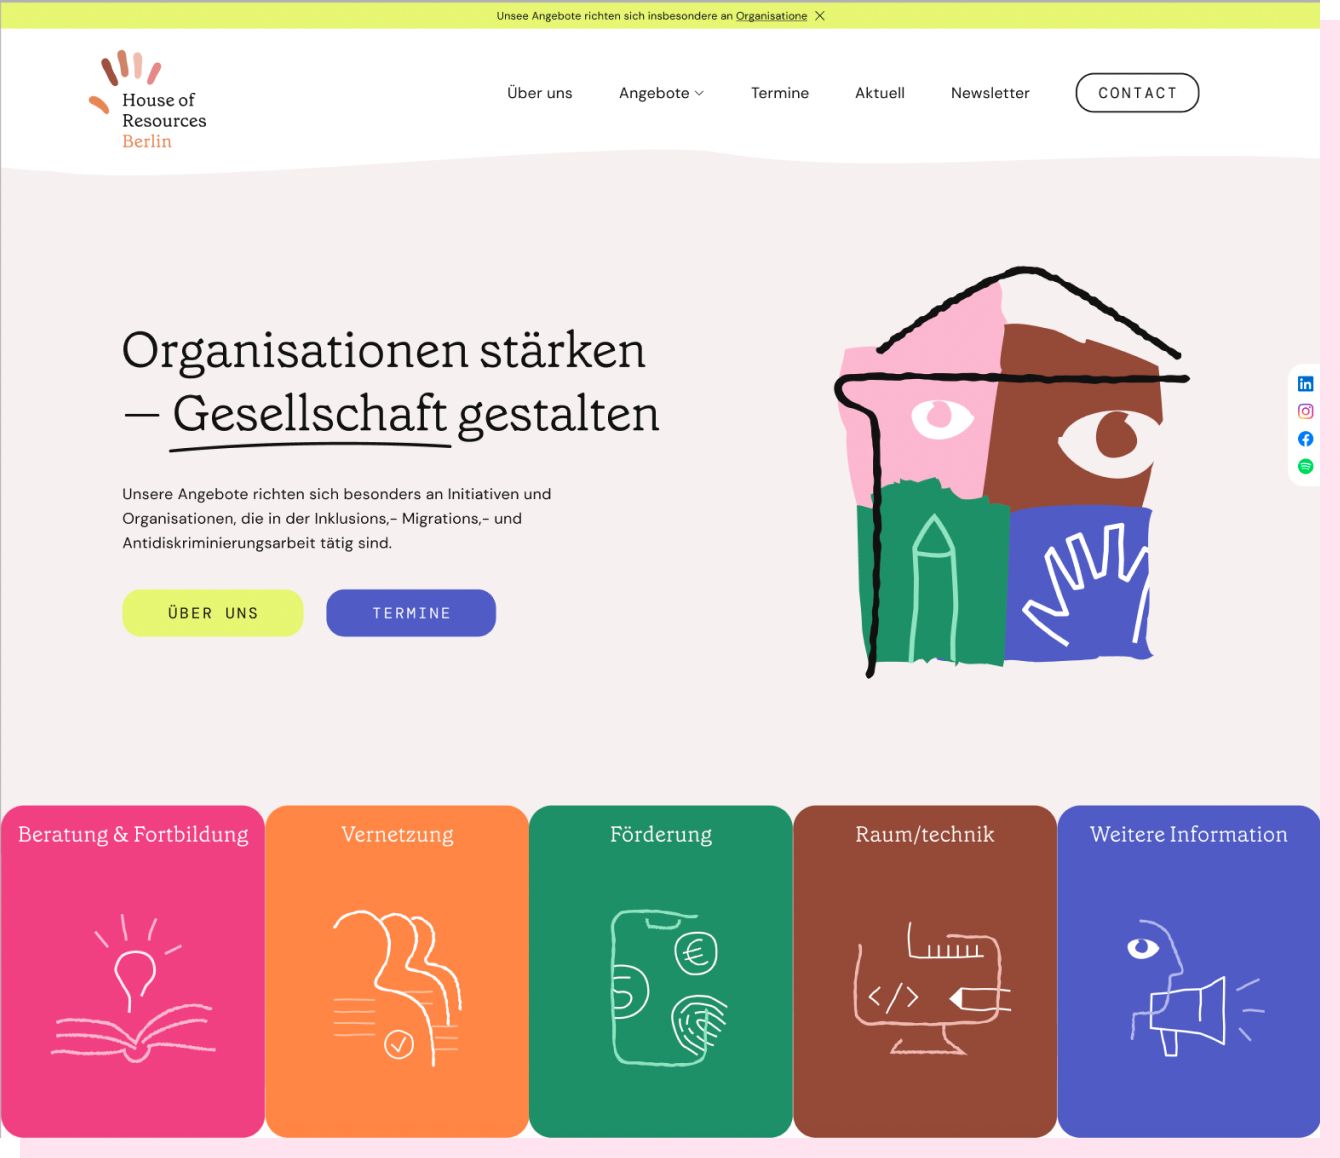 Unsee Angebote richten sich insbesondere an Organisatione
House of
Resources
Berlin
Über uns
Angebote
Termine
Aktuell
Newsletter
CONTACT
Organisationen stärken
— Gesellschaft gestalten
Unsere Angebote richten sich besonders an Initiativen und
Organisationen, die in der Inklusions,- Migrations,- und
Antidiskriminierungsarbeit tätig sind.
ÜBER UNS
TERMINE
Beratung & Fortbildung
Vernetzung
Förderung
Raum/technik
Weitere Information
€
</>